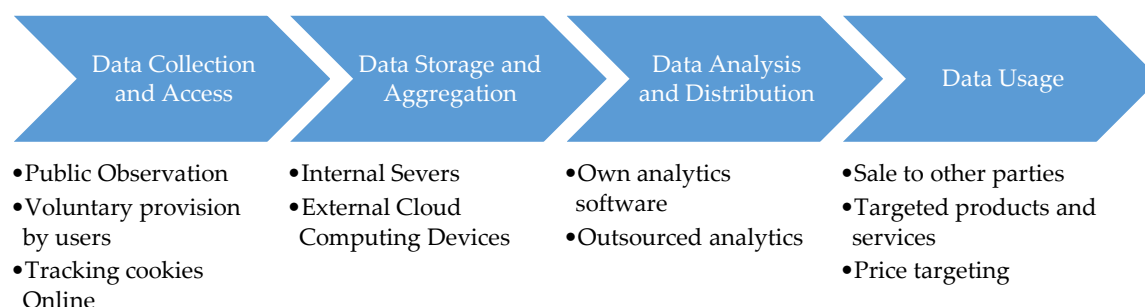 Data Collection
and Access
Data Storage and
Aggregation
Data Analysis
and Distribution
Data Usage
•Public Observation
•Voluntary provision
by users
•Tracking cookies
Online
•Internal Severs
•External Cloud
Computing Devices
•Own analytics
software
•Outsourced analytics
•Sale to other parties
•Targeted products and
services
•Price targeting